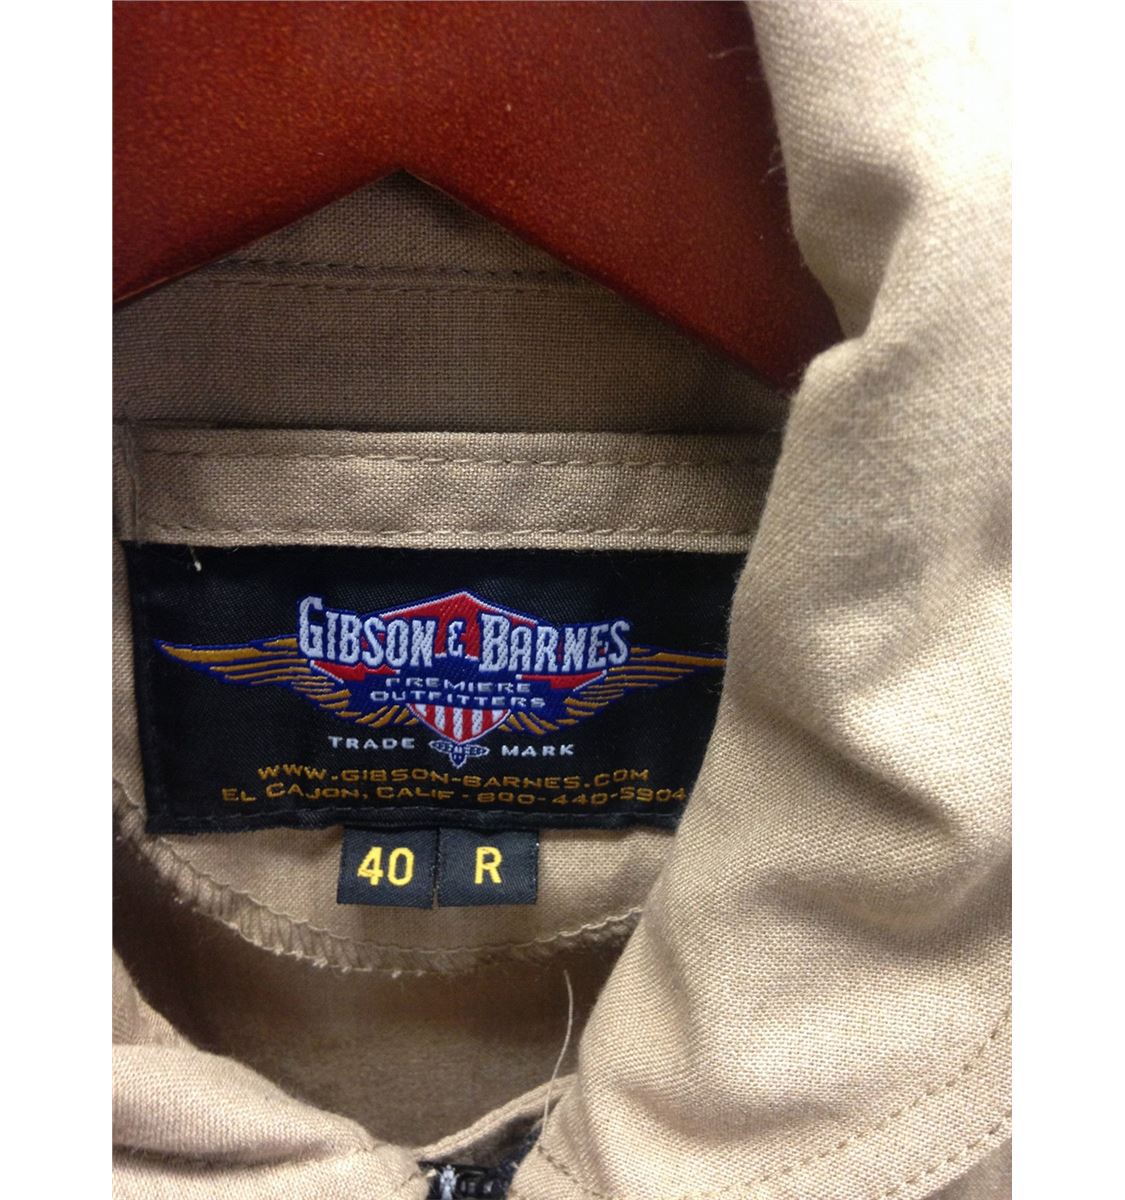 GIBSON & BARNES
PREMIERE
OUTFITTERS
TRADE MARK
WWW.GIBSON-BARNES.COM
EL CAJON, CALIF - 800-440-5904
40 R